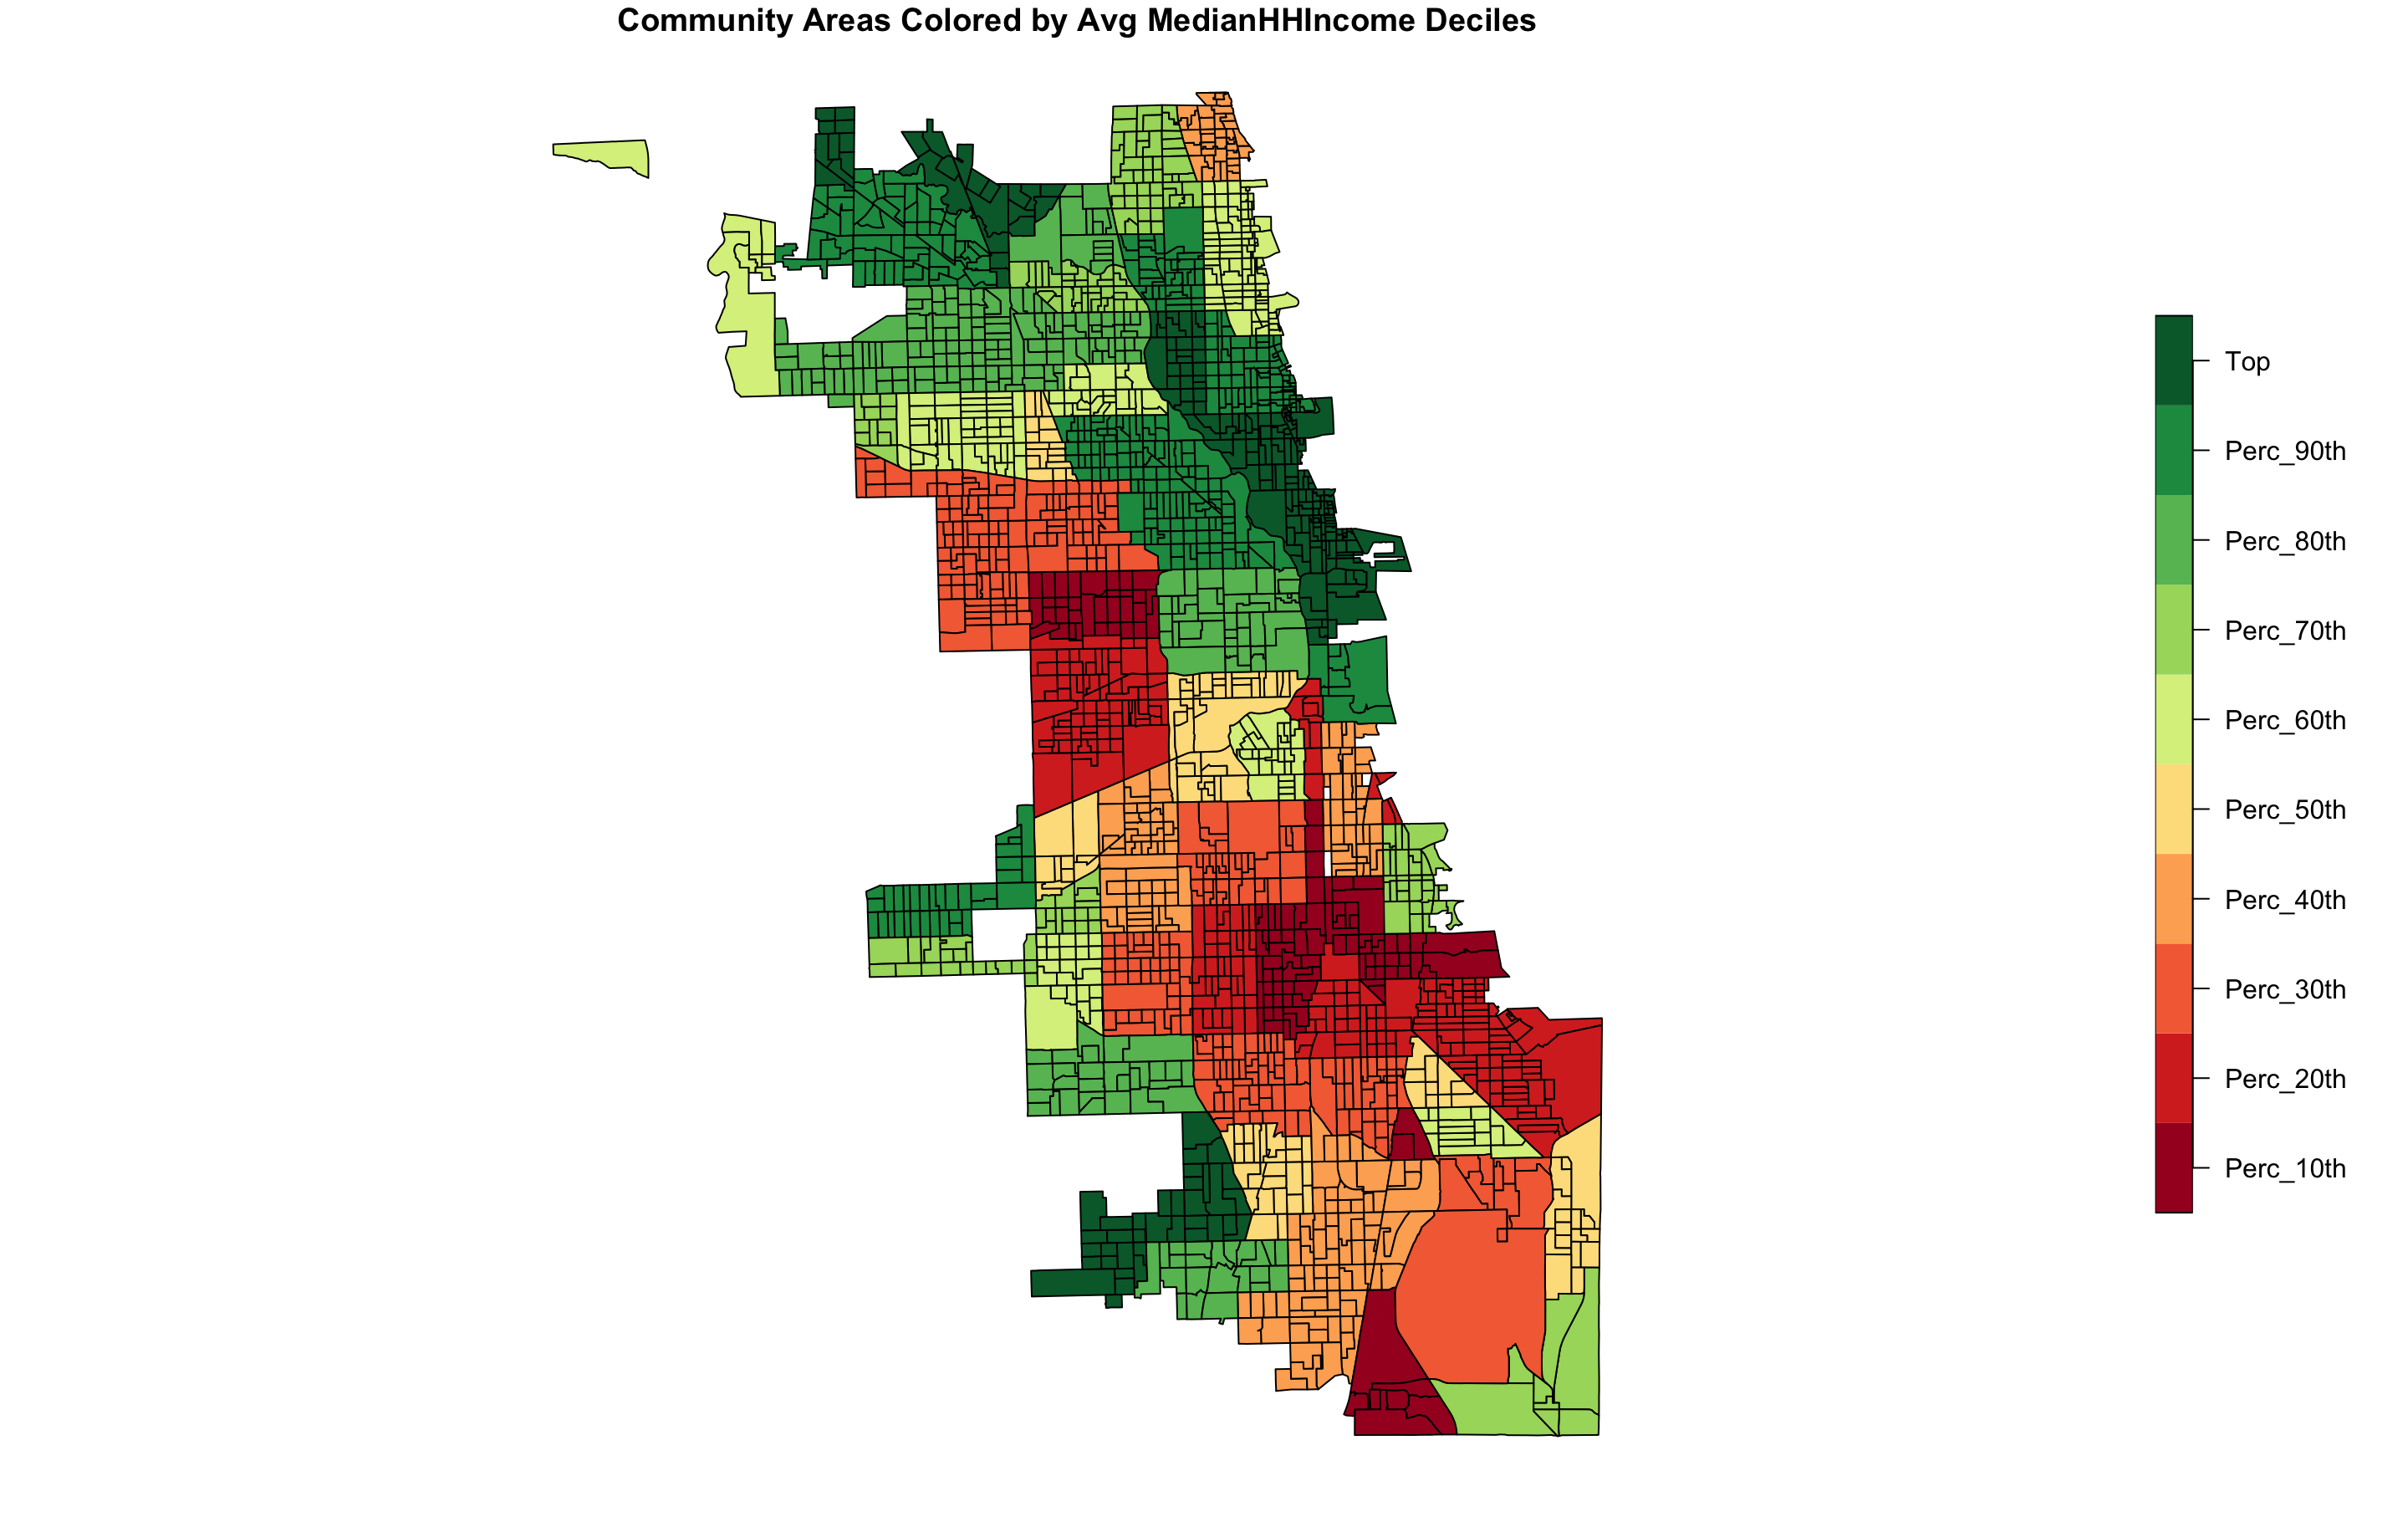 Community Areas Colored by Avg MedianHHIncome Deciles
Top
Perc_90th
Perc_80th
Perc_70th
Perc_60th
Perc_50th
Perc_40th
Perc_30th
Perc_20th
Perc_10th